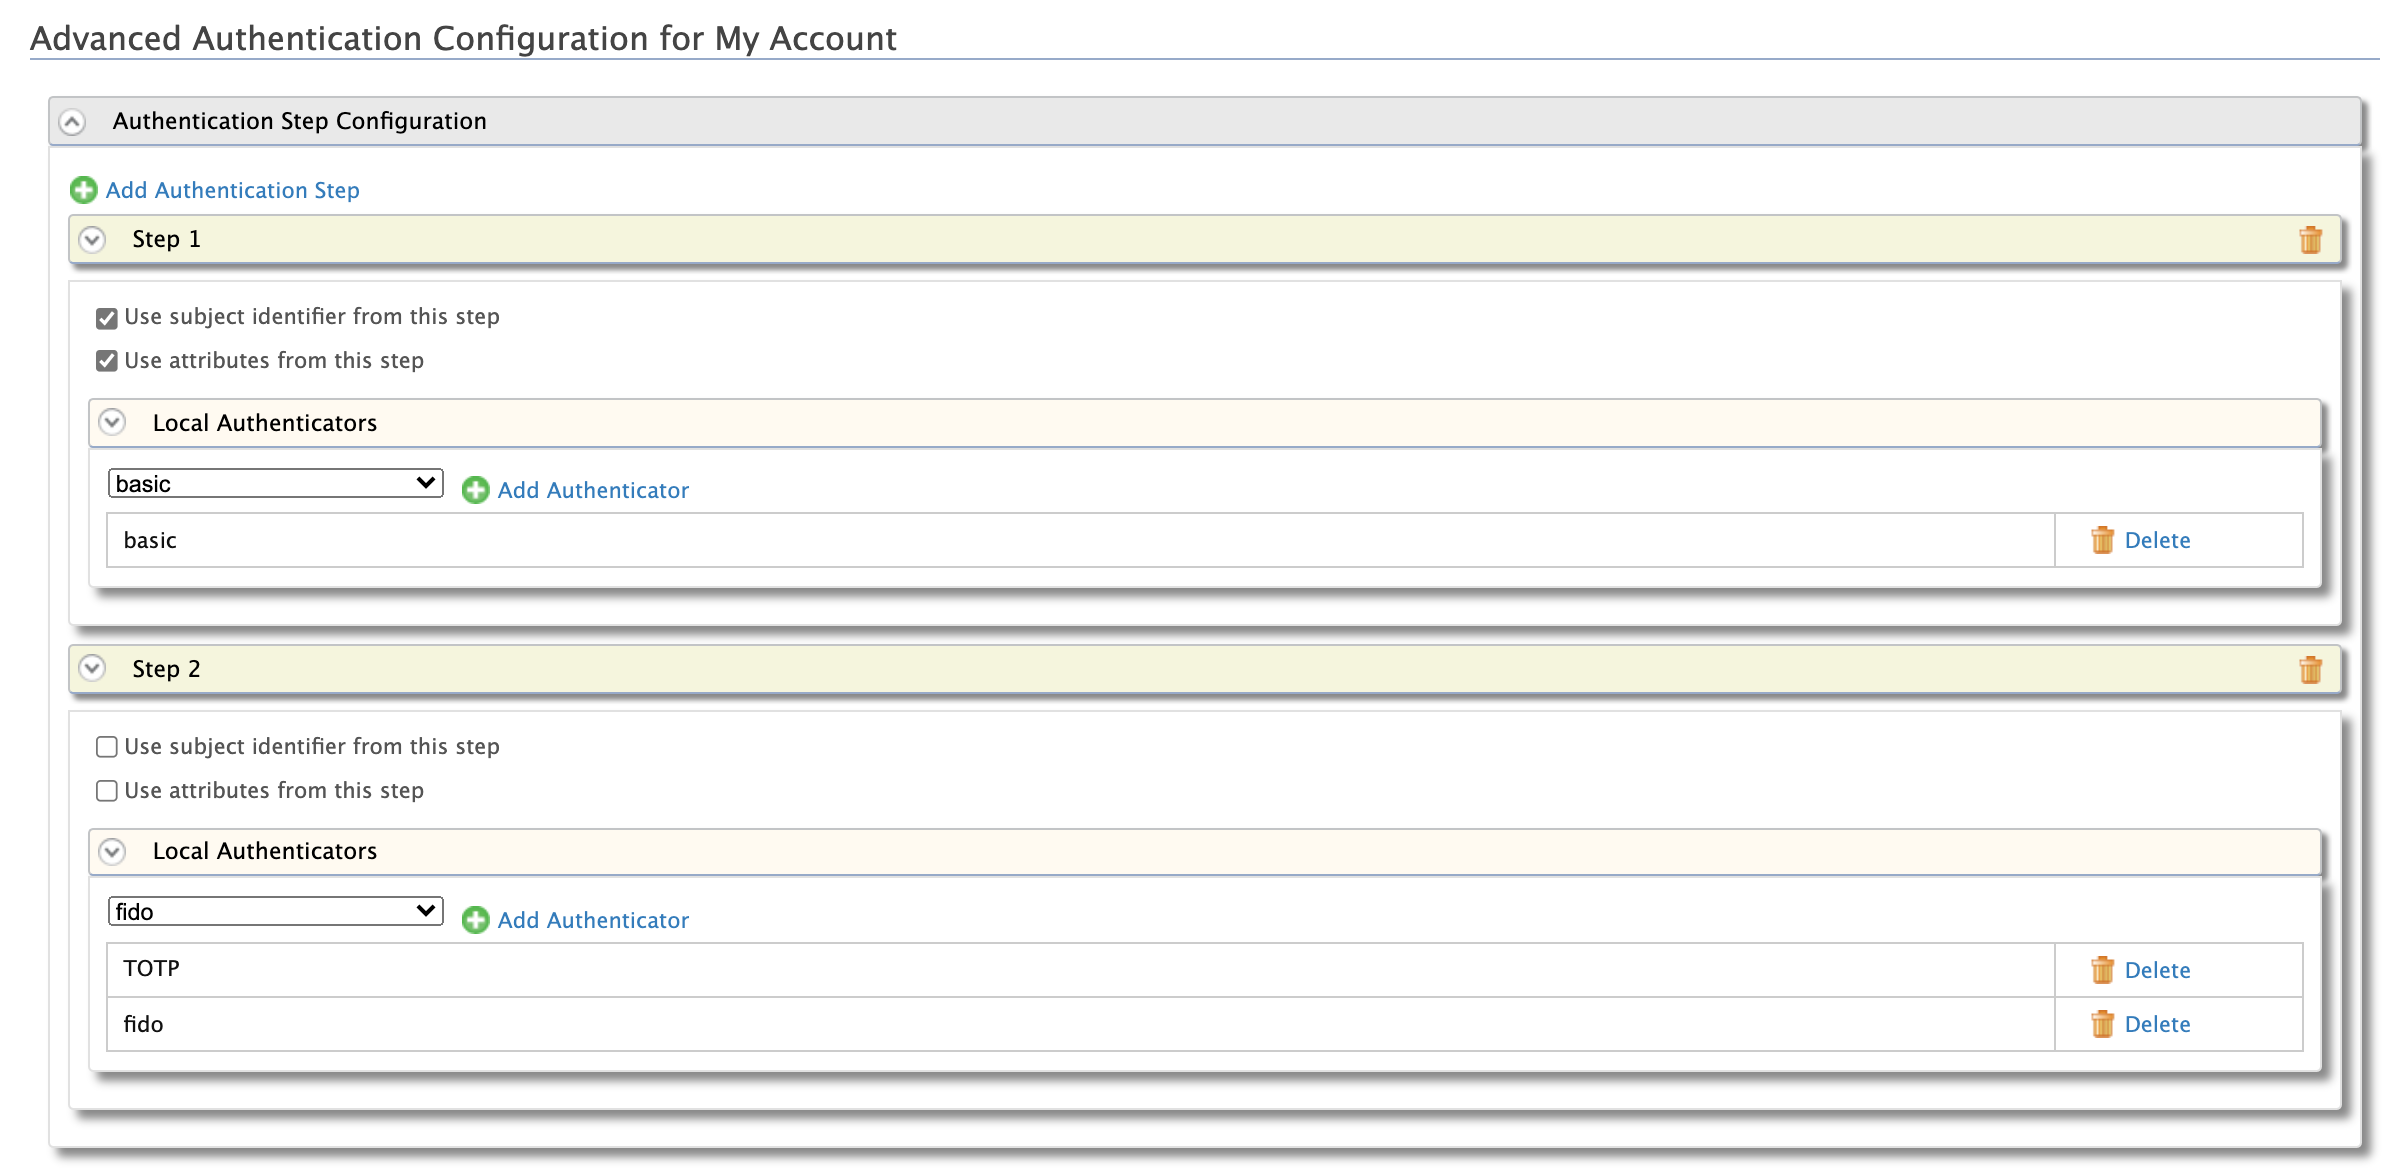 Advanced Authentication Configuration for My Account
Authentication Step Configuration
Add Authentication Step
Step 1
Use subject identifier from this step
Use attributes from this step
Local Authenticators
basic
Add Authenticator
basic
Delete
Step 2
Use subject identifier from this step
Use attributes from this step
Local Authenticators
fido
Add Authenticator
TOTP
Delete
fido
Delete